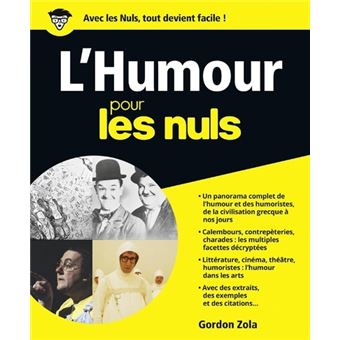 Avec les Nuls, tout devient facile !
L'Humour
pour
les nuls
• Un panorama complet de
l'humour et des humoristes,
de la civilisation grecque à
nos jours
• Calembours, contrepèteries,
charades : les multiples
facettes décryptées
• Littérature, cinéma, théâtre,
humoristes : l'humour
dans les arts
• Avec des extraits,
des exemples
et des citations...
Gordon Zola